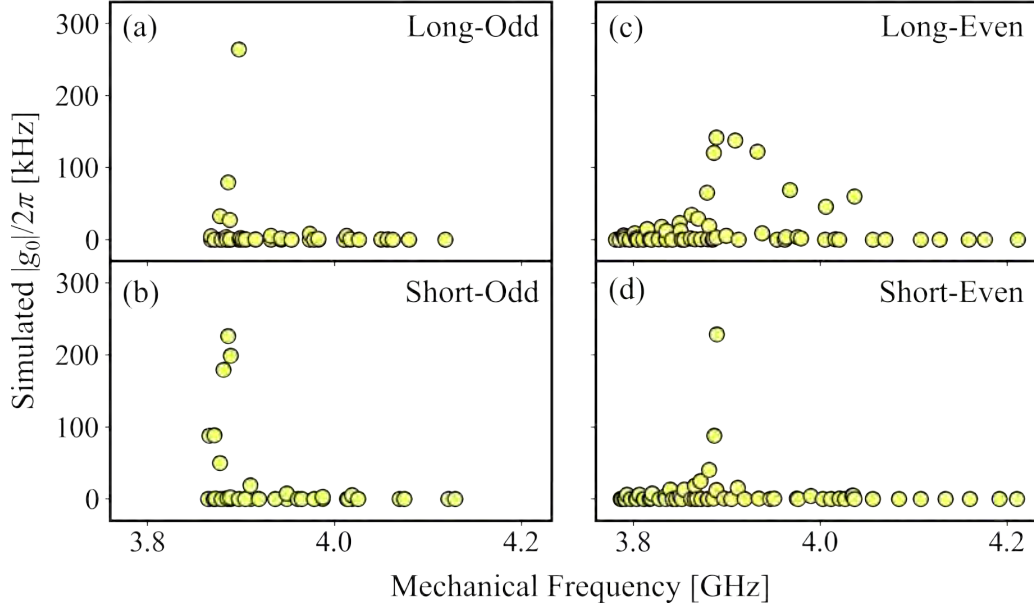 (a) Long-Odd
(c) Long-Even
300
200
100
0
(b) Short-Odd
(d) Short-Even
300
200
100
0
3.8 4.0 4.2
3.8 4.0 4.2
Simulated |g₀|/2π [kHz]
Mechanical Frequency [GHz]